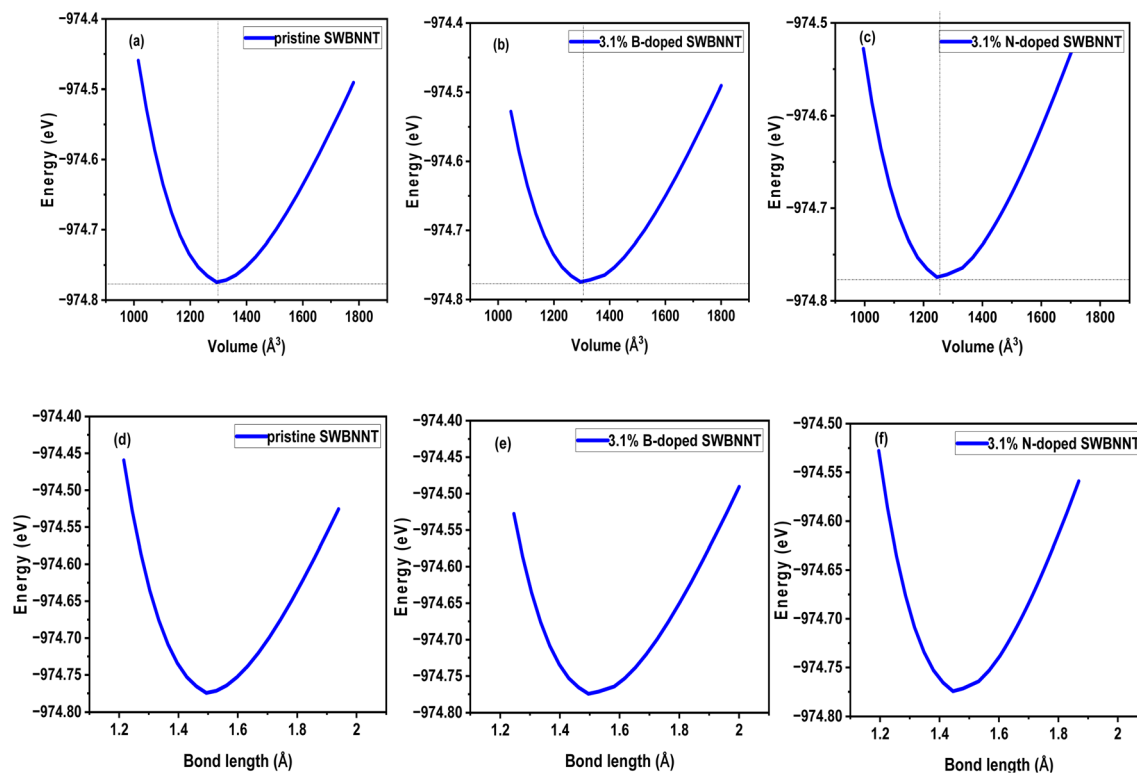 (a)
pristine SWBNNT
−974.4
−974.5
−974.6
−974.7
−974.8
Energy (eV)
1000 1200 1400 1600 1800
Volume (Å³)
(b)
3.1% B-doped SWBNNT
−974.4
−974.5
−974.6
−974.7
−974.8
Energy (eV)
1000 1200 1400 1600 1800
Volume (Å³)
(c)
3.1% N-doped SWBNNT
−974.5
−974.6
−974.7
−974.8
Energy (eV)
1000 1200 1400 1600 1800
Volume (Å³)
(d)
pristine SWBNNT
−974.40
−974.45
−974.50
−974.55
−974.60
−974.65
−974.70
−974.75
−974.80
Energy (eV)
1.2 1.4 1.6 1.8 2
Bond length (Å)
(e)
3.1% B-doped SWBNNT
−974.40
−974.45
−974.50
−974.55
−974.60
−974.65
−974.70
−974.75
−974.80
Energy (eV)
1.2 1.4 1.6 1.8 2
Bond length (Å)
(f)
3.1% N-doped SWBNNT
−974.50
−974.55
−974.60
−974.65
−974.70
−974.75
−974.80
Energy (eV)
1.2 1.4 1.6 1.8 2
Bond length (Å)